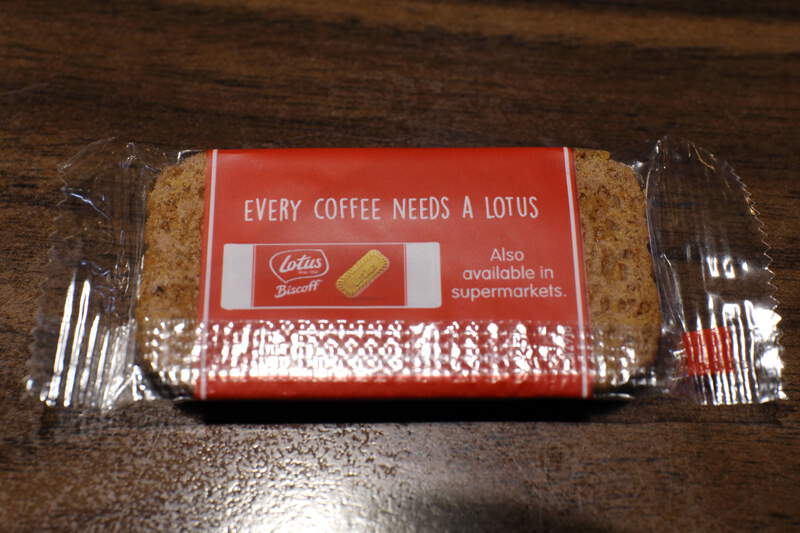 EVERY COFFEE NEEDS A LOTUS
Lotus
Biscoff
Also
available in
supermarkets.